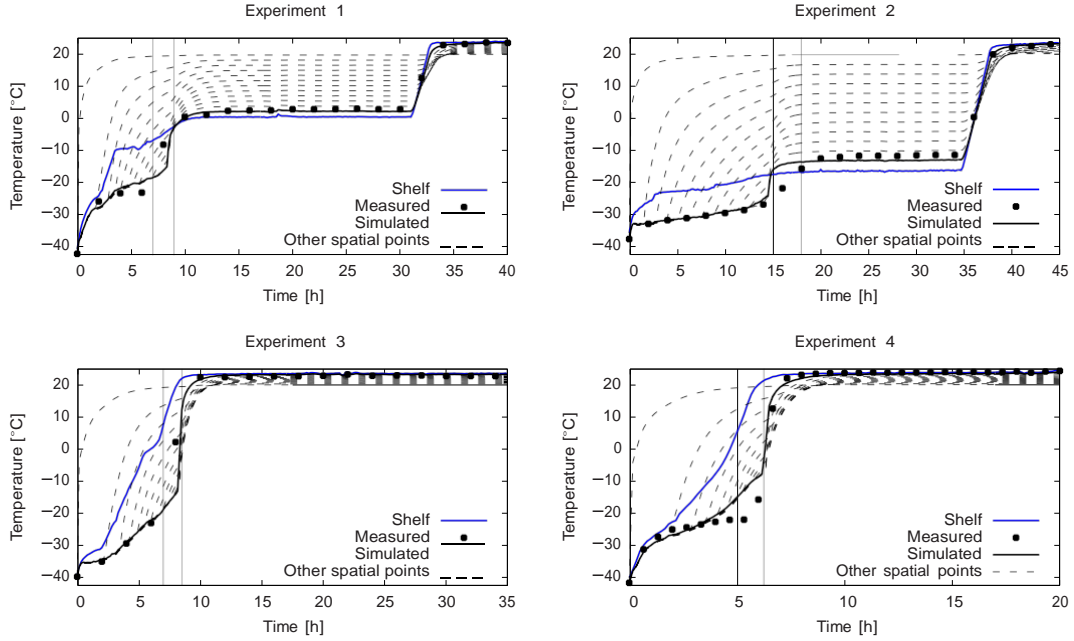 Experiment 1
Temperature [°C]
20
10
0
−10
−20
−30
−40
Shelf
Measured
Simulated
Other spatial points
0 5 10 15 20 25 30 35 40
Time [h]
Experiment 2
Temperature [°C]
20
10
0
−10
−20
−30
−40
Shelf
Measured
Simulated
Other spatial points
0 5 10 15 20 25 30 35 40 45
Time [h]
Experiment 3
Temperature [°C]
20
10
0
−10
−20
−30
−40
Shelf
Measured
Simulated
Other spatial points
0 5 10 15 20 25 30 35
Time [h]
Experiment 4
Temperature [°C]
20
10
0
−10
−20
−30
−40
Shelf
Measured
Simulated
Other spatial points
0 5 10 15 20
Time [h]